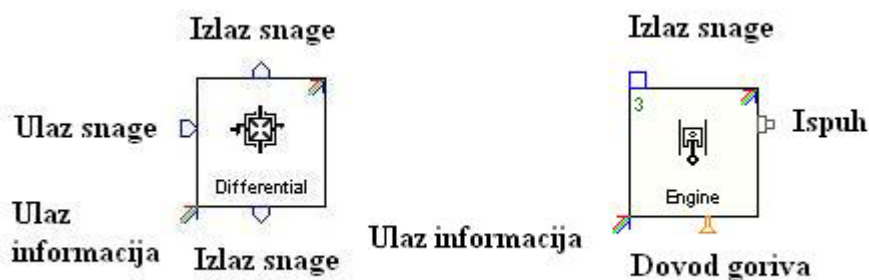 Izlaz snage
Izlaz snage
3
Ulaz snage
Ispuh
Differential
Engine
Ulaz
informacija
Ulaz informacija
Izlaz snage
Dovod goriva